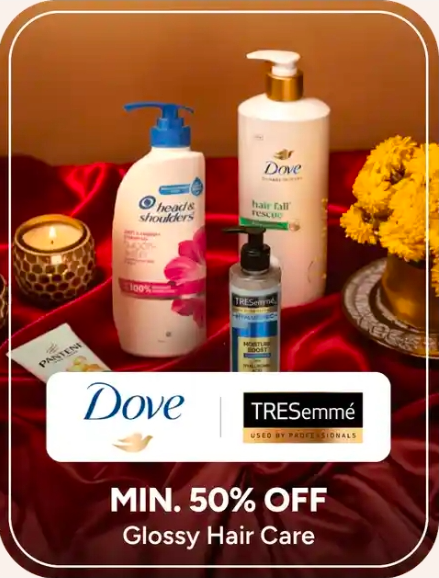 head &
shoulders
100%
Dove
hair fall
rescue
TRESemmé
MOISTURE
BOOST
PANTENE
Dove
TRESemmé
USED BY PROFESSIONALS
MIN. 50% OFF
Glossy Hair Care